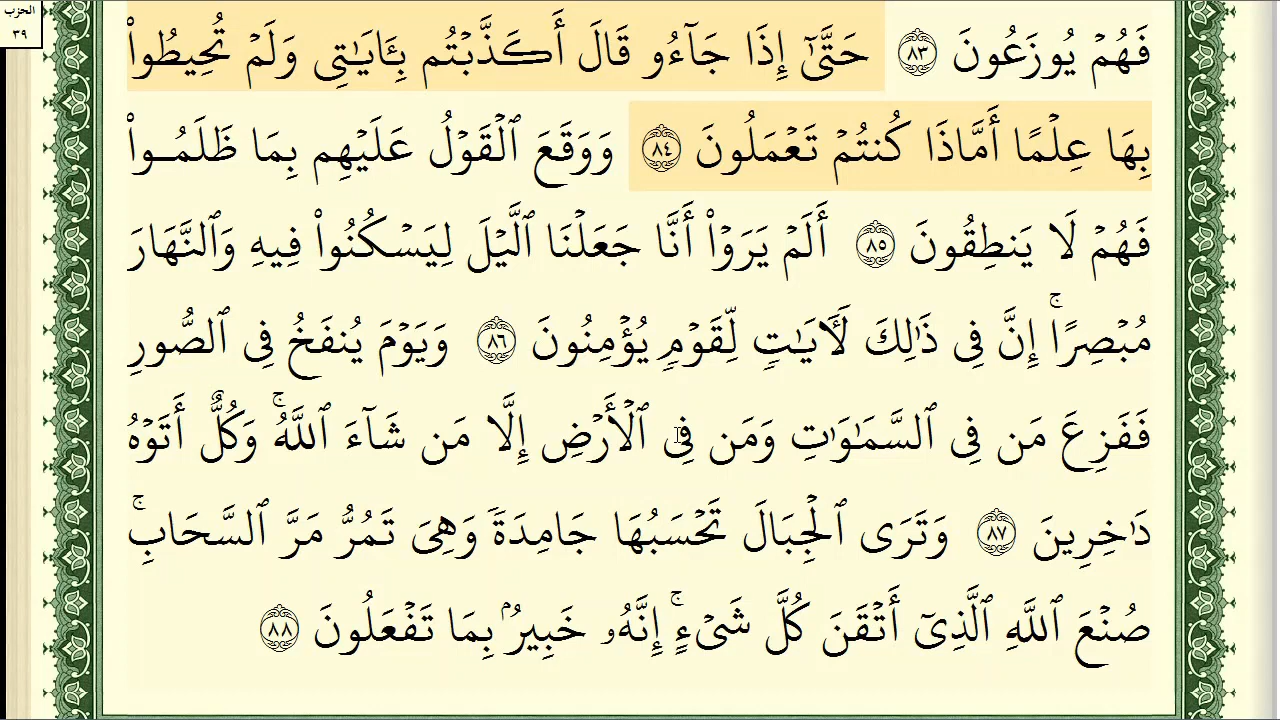 الحزب
٣٩
فَهُمۡ يُوزَعُونَ ٨٣ حَتَّىٰٓ إِذَا جَآءُو قَالَ أَكَذَّبۡتُم بِـَٔايَٰتِي وَلَمۡ تُحِيطُواْ
بِهَا عِلۡمًا أَمَّاذَا كُنتُمۡ تَعۡمَلُونَ ٨٤ وَوَقَعَ ٱلۡقَوۡلُ عَلَيۡهِم بِمَا ظَلَمُواْ
فَهُمۡ لَا يَنطِقُونَ ٨٥ أَلَمۡ يَرَوۡاْ أَنَّا جَعَلۡنَا ٱلَّيۡلَ لِيَسۡكُنُواْ فِيهِ وَٱلنَّهَارَ
مُبۡصِرًاۚ إِنَّ فِي ذَٰلِكَ لَأٓيَٰتٖ لِّقَوۡمٖ يُؤۡمِنُونَ ٨٦ وَيَوۡمَ يُنفَخُ فِي ٱلصُّورِ
فَفَزِعَ مَن فِي ٱلسَّمَٰوَٰتِ وَمَن فِي ٱلۡأَرۡضِ إِلَّا مَن شَآءَ ٱللَّهُۚ وَكُلٌّ أَتَوۡهُ
دَٰخِرِينَ ٨٧ وَتَرَى ٱلۡجِبَالَ تَحۡسَبُهَا جَامِدَةٗ وَهِيَ تَمُرُّ مَرَّ ٱلسَّحَابِۚ
صُنۡعَ ٱللَّهِ ٱلَّذِيٓ أَتۡقَنَ كُلَّ شَيۡءٍۚ إِنَّهُۥ خَبِيرُۢ بِمَا تَفۡعَلُونَ ٨٨